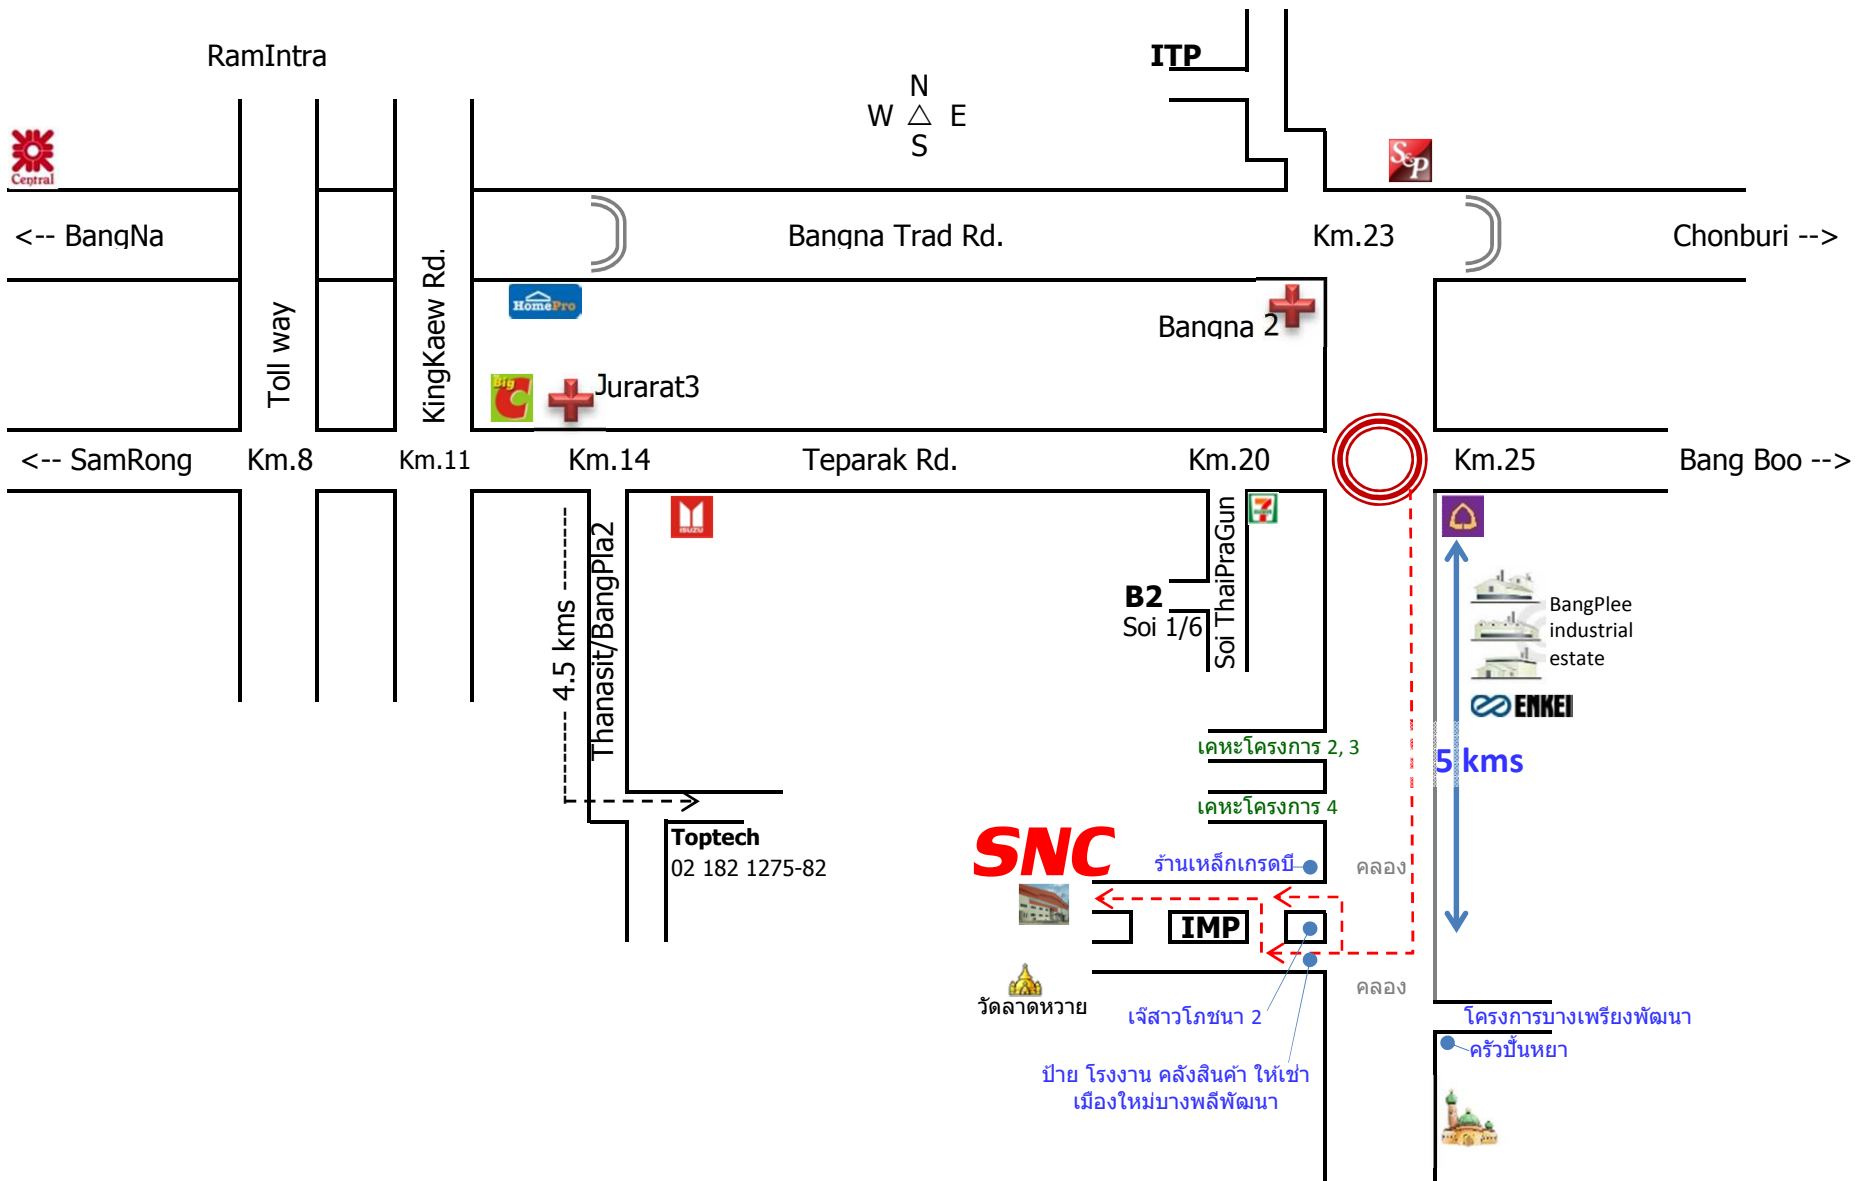 RamIntra
ITP
N
W E
S
Central
S&P
<-- BangNa
Bangna Trad Rd.
Km.23
Chonburi -->
HomePro
Bangna 2
Toll way
KingKaew Rd.
Big C
Jurarat3
<-- SamRong
Km.8
Km.11
Km.14
Teparak Rd.
Km.20
Km.25
Bang Boo -->
ISUZU
7
4.5 kms
Thanasit/BangPla2
Soi ThaiPraGun
B2
Soi 1/6
BangPlee
industrial
estate
ENKEI
เคหะโครงการ 2, 3
5 kms
เคหะโครงการ 4
Toptech
02 182 1275-82
SNC
ร้านเหล็กเกรดบี
คลอง
IMP
คลอง
วัดลาดหวาย
เจ๊สาวโภชนา 2
โครงการบางเพรียงพัฒนา
ครัวปั้นหยา
ป้าย โรงงาน คลังสินค้า ให้เช่า
เมืองใหม่บางพลีพัฒนา